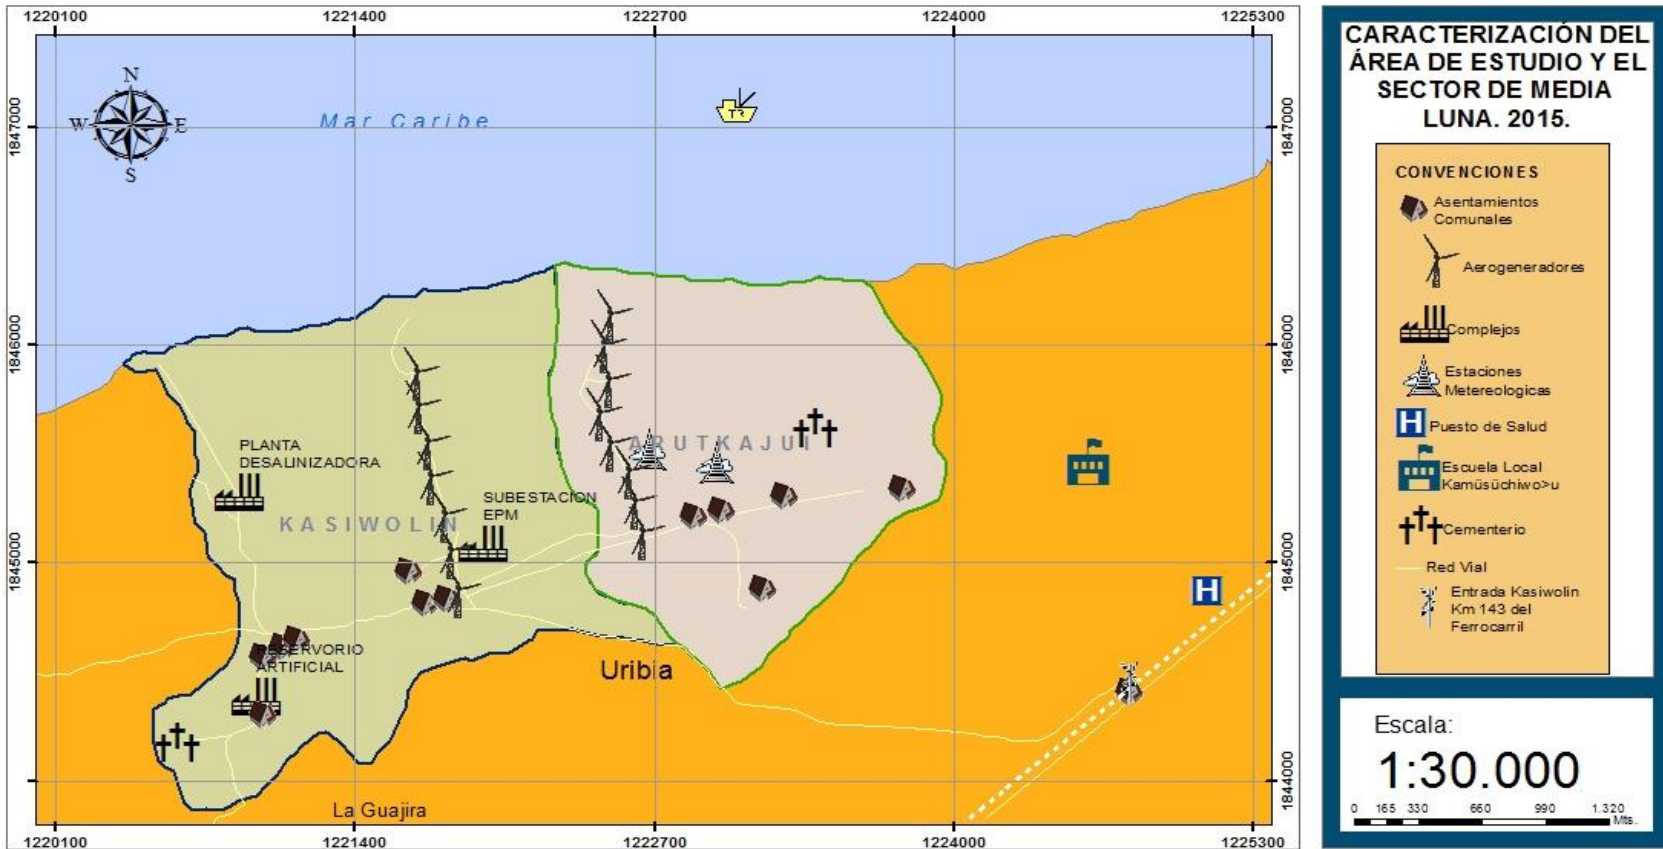 1220100 1221400 1222700 1224000 1225300
N
W E
S
Mar Caribe
1847000 1847000
1846000 1846000
1845000 1845000
1844000
PLANTA
DESALINIZADORA
KASIWOLIN
SUBESTACION
EPM
ARUTKAJUI
H
RESERVORIO
ARTIFICIAL
Uribia
La Guajira
1220100 1221400 1222700 1224000 1225300
CARACTERIZACIÓN DEL
ÁREA DE ESTUDIO Y EL
SECTOR DE MEDIA
LUNA. 2015.
CONVENCIONES
Asentamientos
Comunales
Aerogeneradores
Complejos
Estaciones
Metereologicas
H Puesto de Salud
Escuela Local
Kamüsüchiwo>u
Cementerio
Red Vial
Entrada Kasiwolin
Km 143 del
Ferrocarril
Escala:
1:30.000
0 165 330 660 990 1.320
Mts.